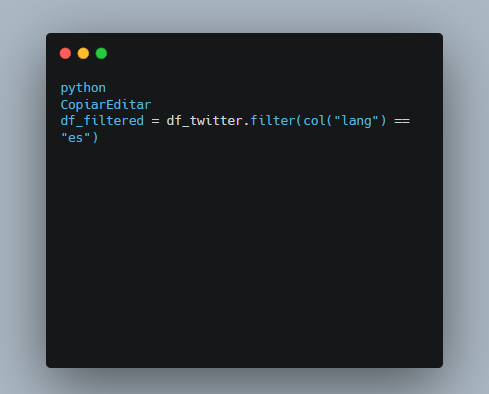 python
CopiarEditar
df_filtered = df_twitter.filter(col("lang") ==
"es")